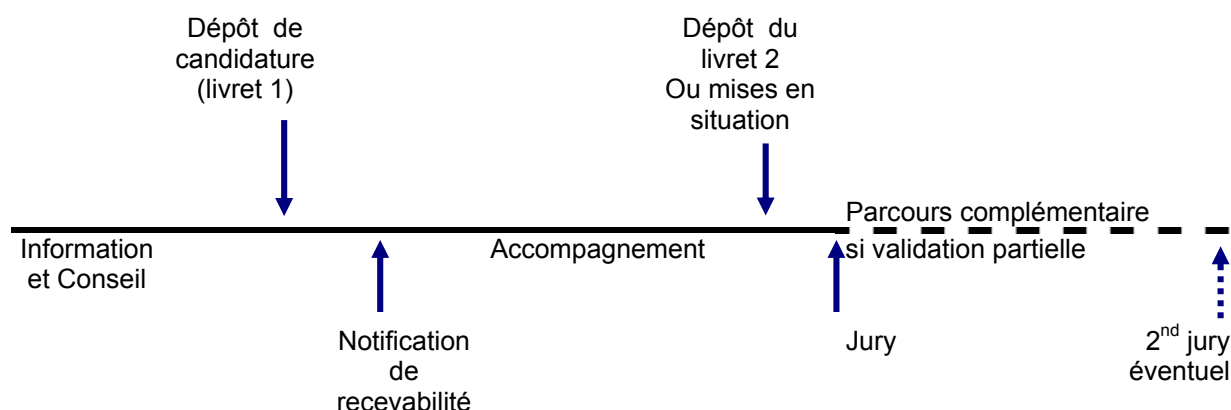 Dépôt de
candidature
(livret 1)
Dépôt du
livret 2
Ou mises en
situation
Parcours complémentaire
Information
et Conseil
Accompagnement
si validation partielle
Notification
de
recevabilité
Jury
2nd jury
éventuel